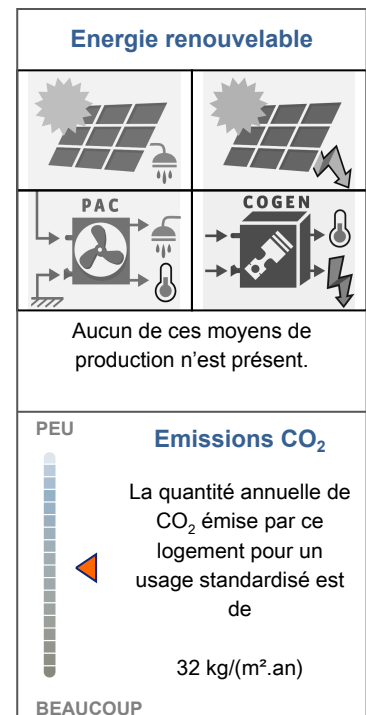 Energie renouvelable
PAC
COGEN
Aucun de ces moyens de
production n'est présent.
PEU
Emissions CO₂
La quantité annuelle de
CO₂ émise par ce
logement pour un
usage standardisé est
de
32 kg/(m².an)
BEAUCOUP